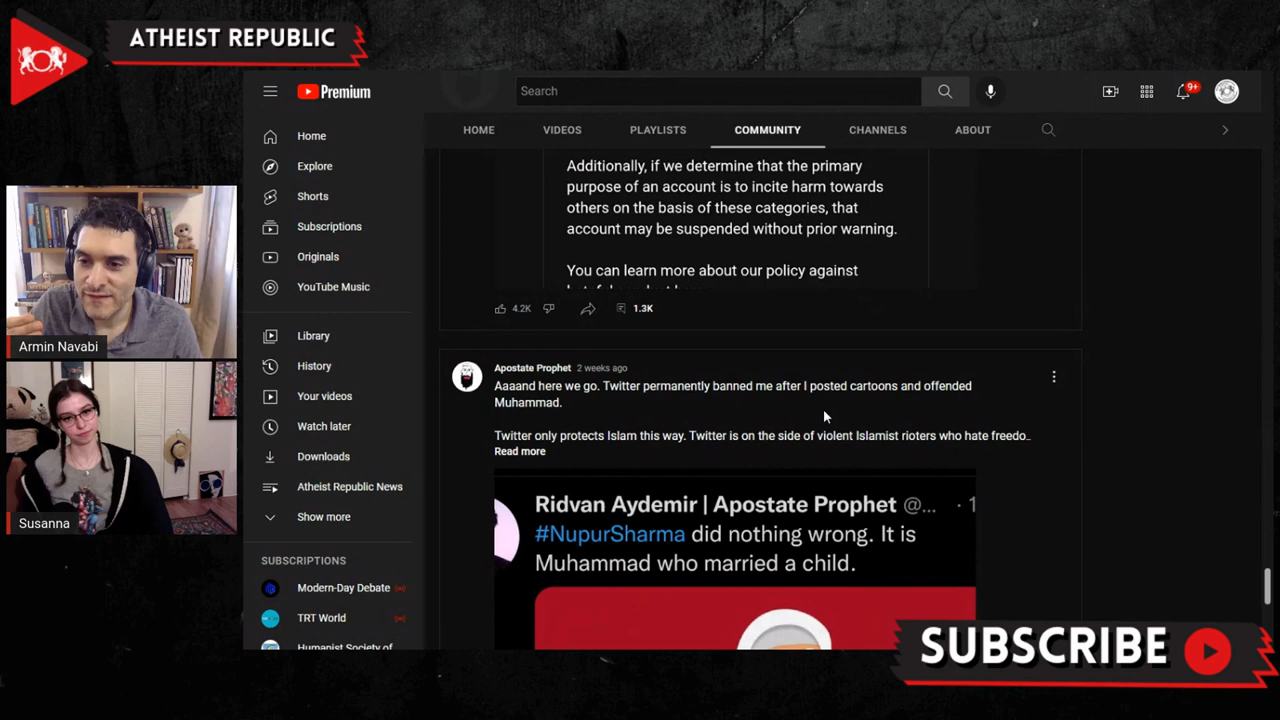 ATHEIST REPUBLIC
Premium
Search
9+
HOME
VIDEOS
PLAYLISTS
COMMUNITY
CHANNELS
ABOUT
Home
Explore
Shorts
Subscriptions
Originals
YouTube Music
Library
History
Your videos
Watch later
Downloads
Atheist Republic News
Show more
SUBSCRIPTIONS
Modern-Day Debate
TRT World
Humanist Society of
Armin Navabi
Susanna
Additionally, if we determine that the primary
purpose of an account is to incite harm towards
others on the basis of these categories, that
account may be suspended without prior warning.
You can learn more about our policy against
4.2K
1.3K
Apostate Prophet 2 weeks ago
Aaaand here we go. Twitter permanently banned me after I posted cartoons and offended
Muhammad.
Twitter only protects Islam this way. Twitter is on the side of violent Islamist rioters who hate freedo...
Read more
Ridvan Aydemir | Apostate Prophet @... · 1
#NupurSharma did nothing wrong. It is
Muhammad who married a child.
SUBSCRIBE